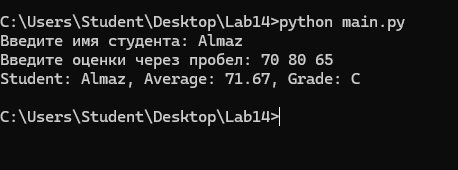 C:\Users\Student\Desktop\Lab14>python main.py
Введите имя студента: Almaz
Введите оценки через пробел: 70 80 65
Student: Almaz, Average: 71.67, Grade: C
C:\Users\Student\Desktop\Lab14>